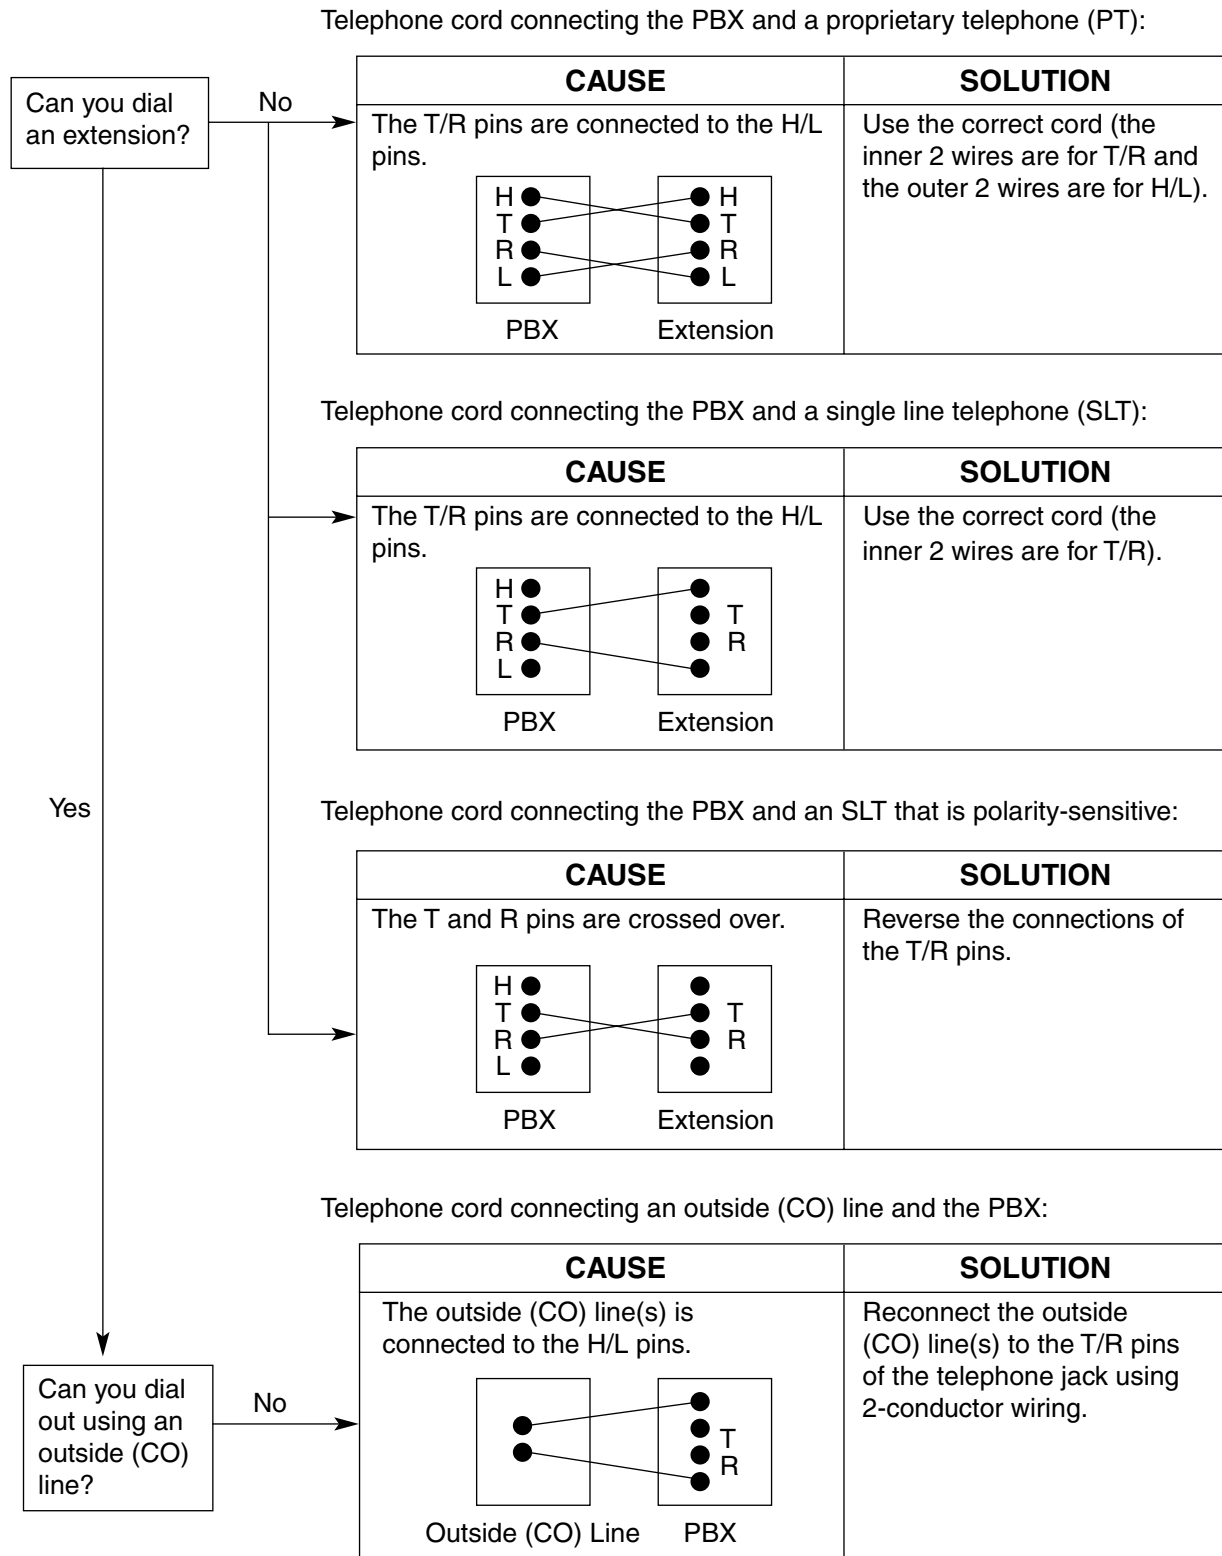 Telephone cord connecting the PBX and a proprietary telephone (PT):
Can you dial
an extension?
No
CAUSE
SOLUTION
The T/R pins are connected to the H/L
pins.
H
T
R
L
H
T
R
L
PBX
Extension
Use the correct cord (the
inner 2 wires are for T/R and
the outer 2 wires are for H/L).
Telephone cord connecting the PBX and a single line telephone (SLT):
CAUSE
SOLUTION
The T/R pins are connected to the H/L
pins.
H
T
R
L
T
R
PBX
Extension
Use the correct cord (the
inner 2 wires are for T/R).
Yes
Telephone cord connecting the PBX and an SLT that is polarity-sensitive:
CAUSE
SOLUTION
The T and R pins are crossed over.
H
T
R
L
T
R
PBX
Extension
Reverse the connections of
the T/R pins.
Telephone cord connecting an outside (CO) line and the PBX:
Can you dial
out using an
outside (CO)
line?
No
CAUSE
SOLUTION
The outside (CO) line(s) is
connected to the H/L pins.
T
R
Outside (CO) Line
PBX
Reconnect the outside
(CO) line(s) to the T/R pins
of the telephone jack using
2-conductor wiring.